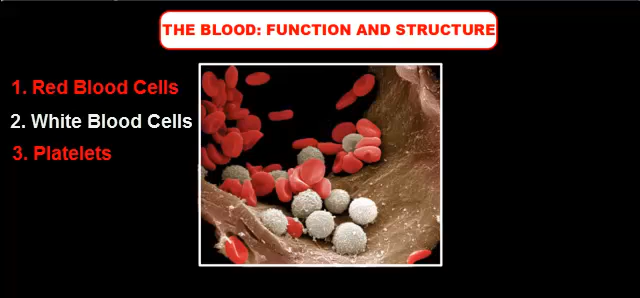 THE BLOOD: FUNCTION AND STRUCTURE
1. Red Blood Cells
2. White Blood Cells
3. Platelets